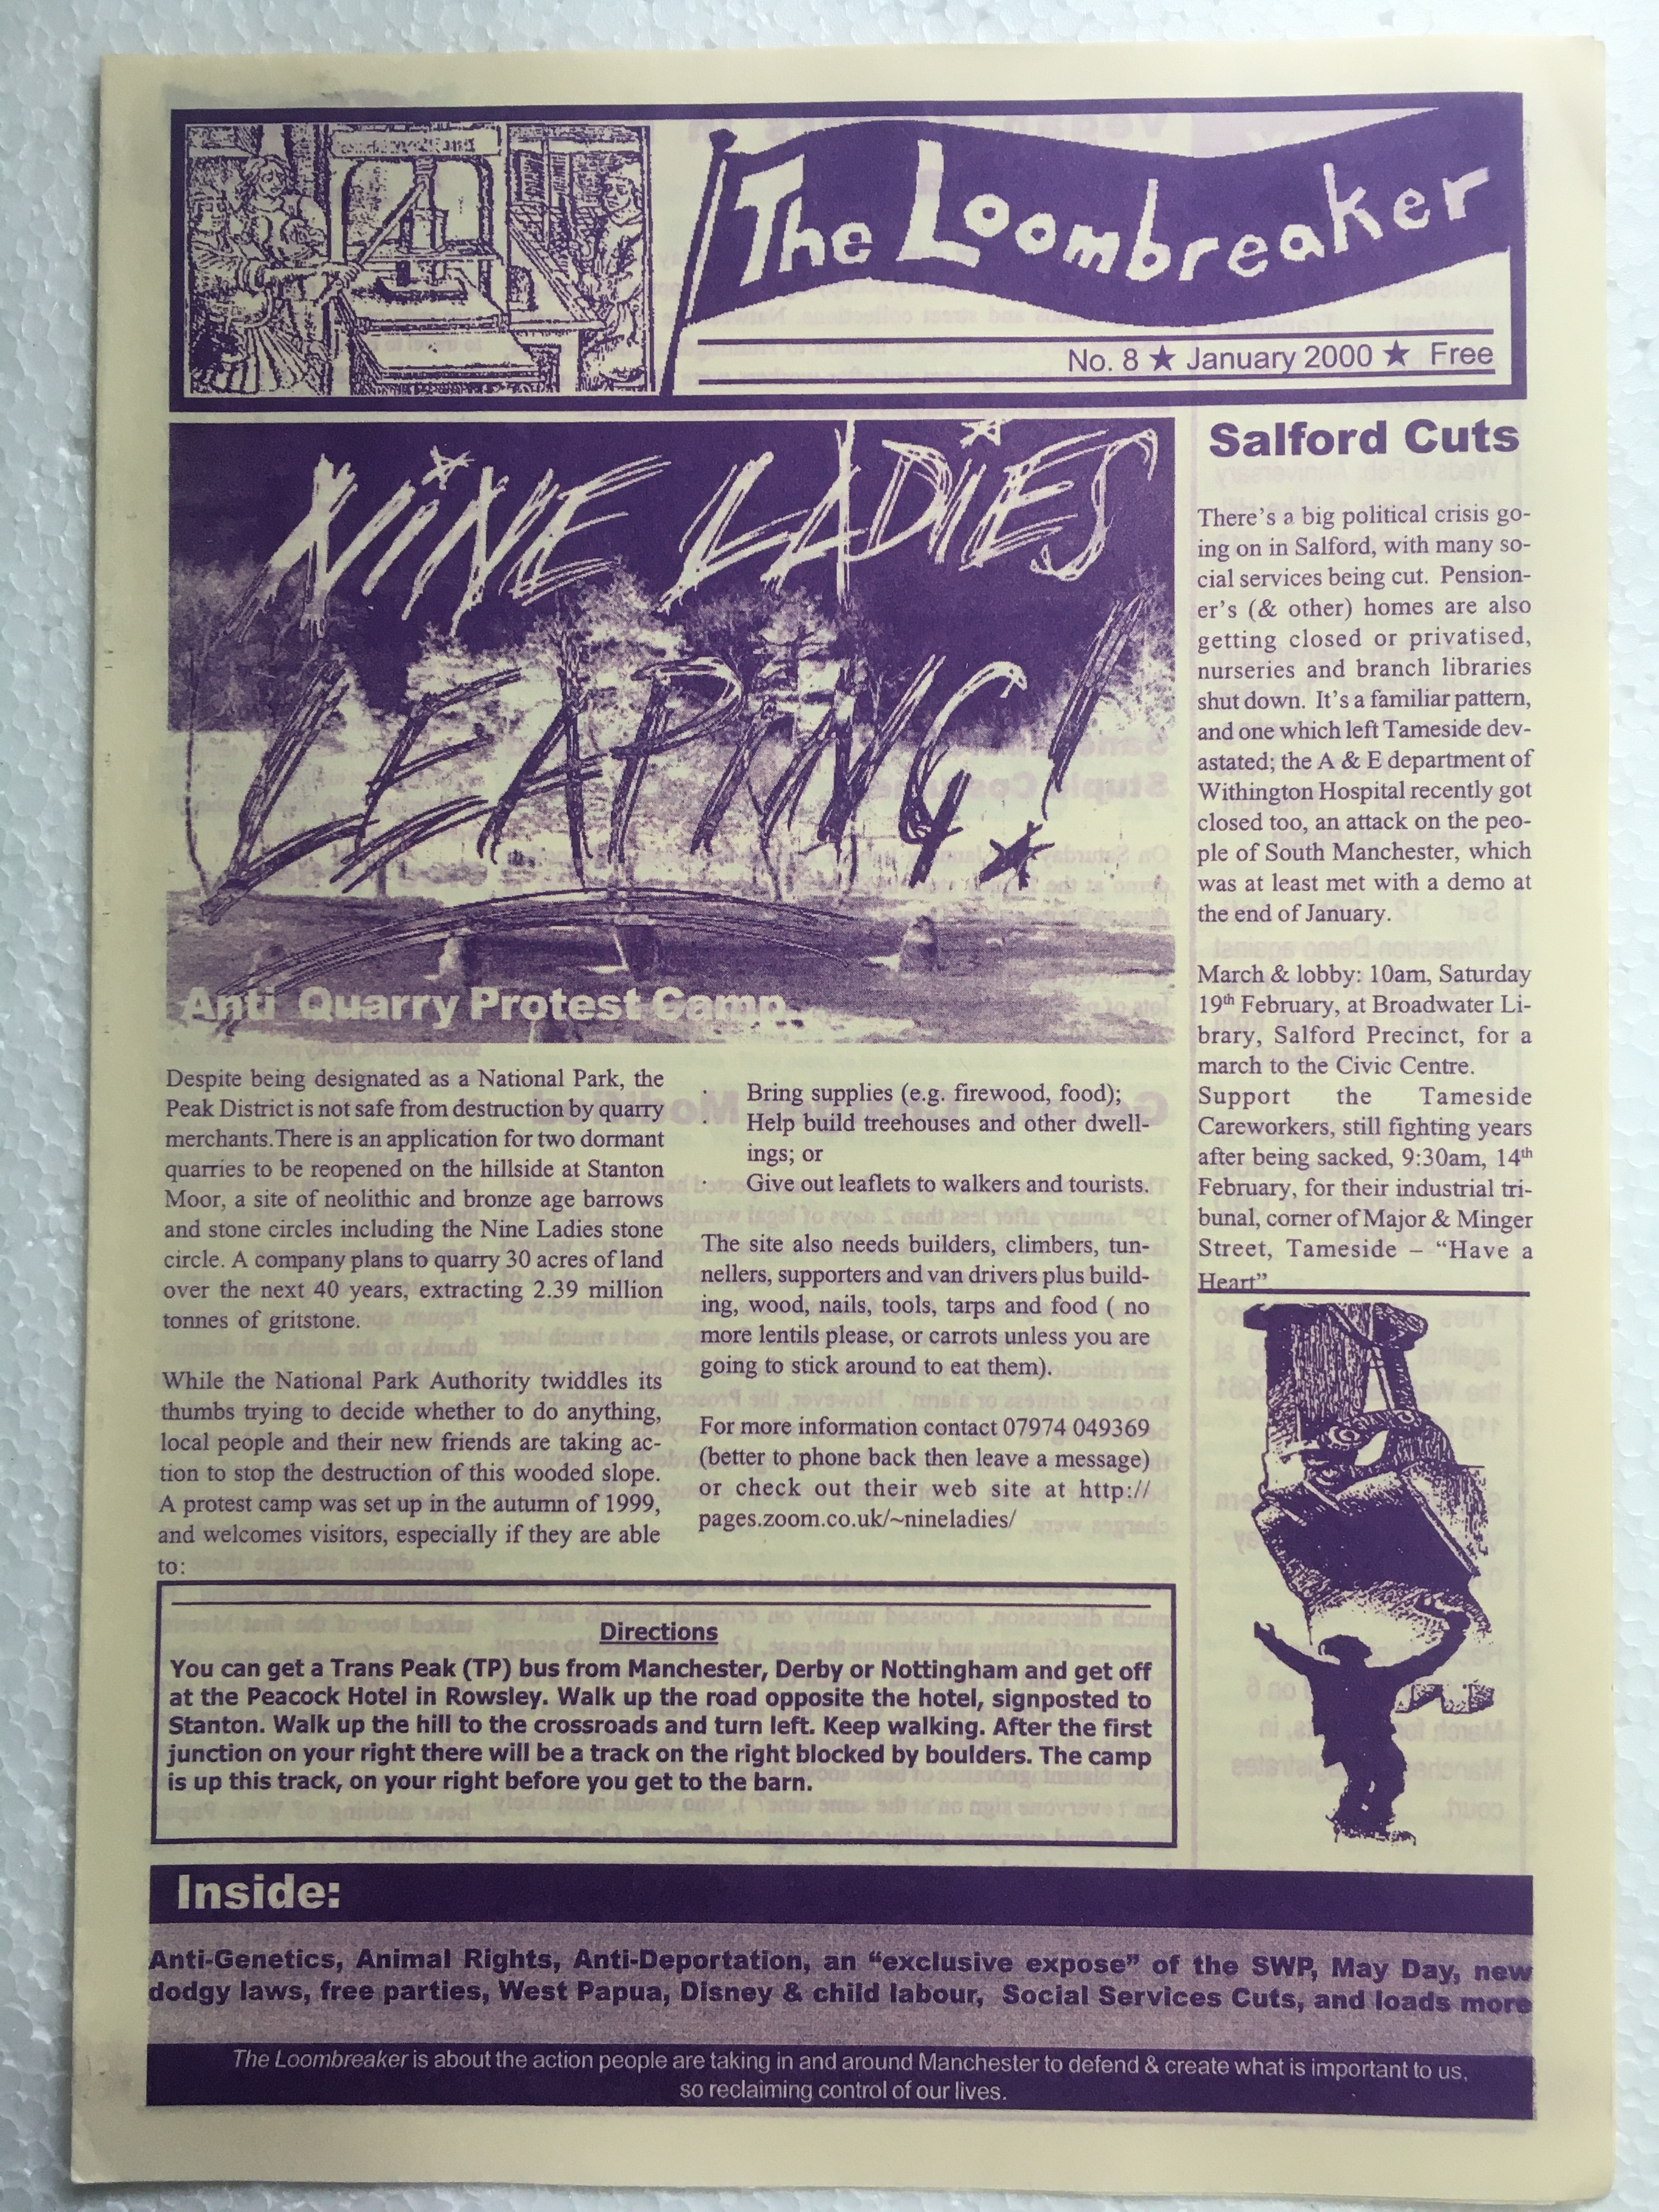 The Loombreaker
No. 8 ★ January 2000 ★ Free
NiNE LADiES
LEAPiNG!
Anti Quarry Protest Camp
Despite being designated as a National Park, the
Peak District is not safe from destruction by quarry
merchants.There is an application for two dormant
quarries to be reopened on the hillside at Stanton
Moor, a site of neolithic and bronze age barrows
and stone circles including the Nine Ladies stone
circle. A company plans to quarry 30 acres of land
over the next 40 years, extracting 2.39 million
tonnes of gritstone.
While the National Park Authority twiddles its
thumbs trying to decide whether to do anything,
local people and their new friends are taking ac-
tion to stop the destruction of this wooded slope.
A protest camp was set up in the autumn of 1999,
and welcomes visitors, especially if they are able
to:
· Bring supplies (e.g. firewood, food);
· Help build treehouses and other dwell-
ings; or
· Give out leaflets to walkers and tourists.
The site also needs builders, climbers, tun-
nellers, supporters and van drivers plus build-
ing, wood, nails, tools, tarps and food ( no
more lentils please, or carrots unless you are
going to stick around to eat them).
For more information contact 07974 049369
(better to phone back then leave a message)
or check out their web site at http://
pages.zoom.co.uk/~nineladies/
Salford Cuts
There's a big political crisis go-
ing on in Salford, with many so-
cial services being cut. Pension-
er's (& other) homes are also
getting closed or privatised,
nurseries and branch libraries
shut down. It's a familiar pattern,
and one which left Tameside dev-
astated; the A & E department of
Withington Hospital recently got
closed too, an attack on the peo-
ple of South Manchester, which
was at least met with a demo at
the end of January.
March & lobby: 10am, Saturday
19th February, at Broadwater Li-
brary, Salford Precinct, for a
march to the Civic Centre.
Support the Tameside
Careworkers, still fighting years
after being sacked, 9:30am, 14th
February, for their industrial tri-
bunal, corner of Major & Minger
Street, Tameside – “Have a
Heart”
Directions
You can get a Trans Peak (TP) bus from Manchester, Derby or Nottingham and get off
at the Peacock Hotel in Rowsley. Walk up the road opposite the hotel, signposted to
Stanton. Walk up the hill to the crossroads and turn left. Keep walking. After the first
junction on your right there will be a track on the right blocked by boulders. The camp
is up this track, on your right before you get to the barn.
Inside:
Anti-Genetics, Animal Rights, Anti-Deportation, an “exclusive expose” of the SWP, May Day, new
dodgy laws, free parties, West Papua, Disney & child labour, Social Services Cuts, and loads more
The Loombreaker is about the action people are taking in and around Manchester to defend & create what is important to us,
so reclaiming control of our lives.